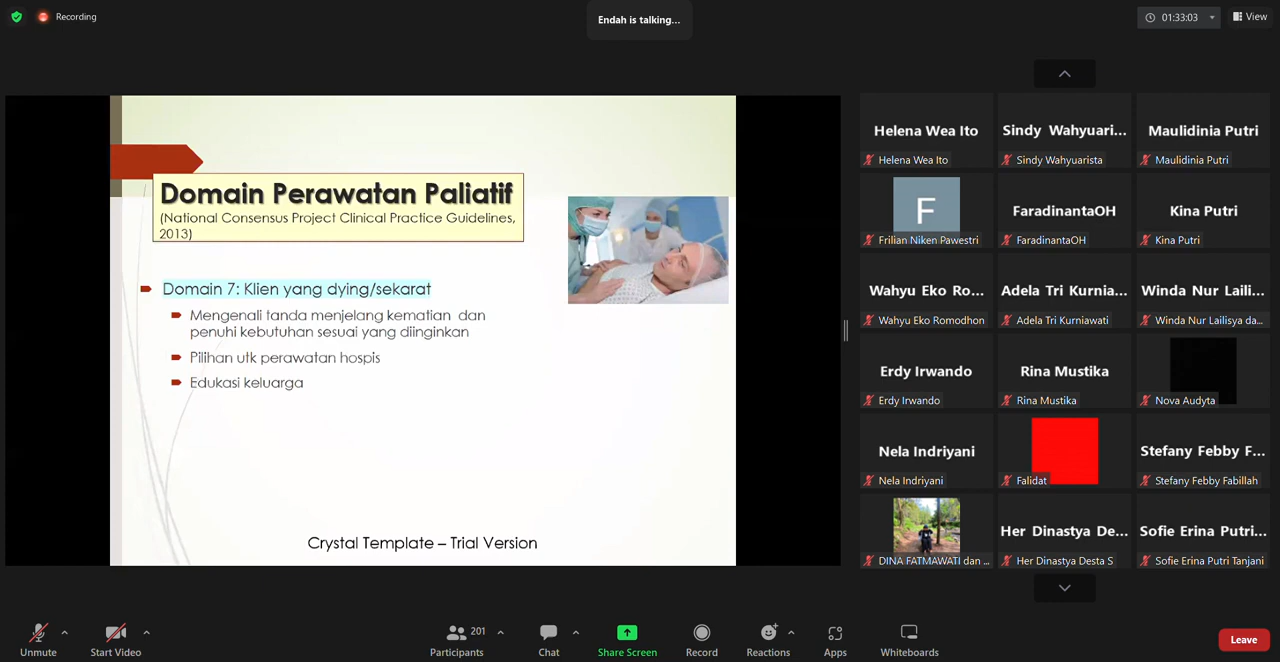 Recording
Endah is talking...
01:33:03
View
Domain Perawatan Paliatif
(National Consensus Project Clinical Practice Guidelines,
2013)
Domain 7: Klien yang dying/sekarat
Mengenali tanda menjelang kematian dan
penuhi kebutuhan sesuai yang diinginkan
Pilihan utk perawatan hospis
Edukasi keluarga
Crystal Template – Trial Version
Helena Wea Ito
Helena Wea Ito
Sindy Wahyuari...
Sindy Wahyuarista
Maulidinia Putri
Maulidinia Putri
F
Frilian Niken Pawestri
FaradinantaOH
FaradinantaOH
Kina Putri
Kina Putri
Wahyu Eko Ro...
Wahyu Eko Romodhon
Adela Tri Kurnia...
Adela Tri Kurniawati
Winda Nur Laili...
Winda Nur Lailisya da...
Erdy Irwando
Erdy Irwando
Rina Mustika
Rina Mustika
Nova Audyta
Nela Indriyani
Nela Indriyani
Falidat
Stefany Febby F...
Stefany Febby Fabillah
DINA FATMAWATI dan ...
Her Dinastya De...
Her Dinastya Desta S
Sofie Erina Putri...
Sofie Erina Putri Tanjani
Unmute
Start Video
201
Participants
Chat
Share Screen
Record
Reactions
Apps
Whiteboards
Leave